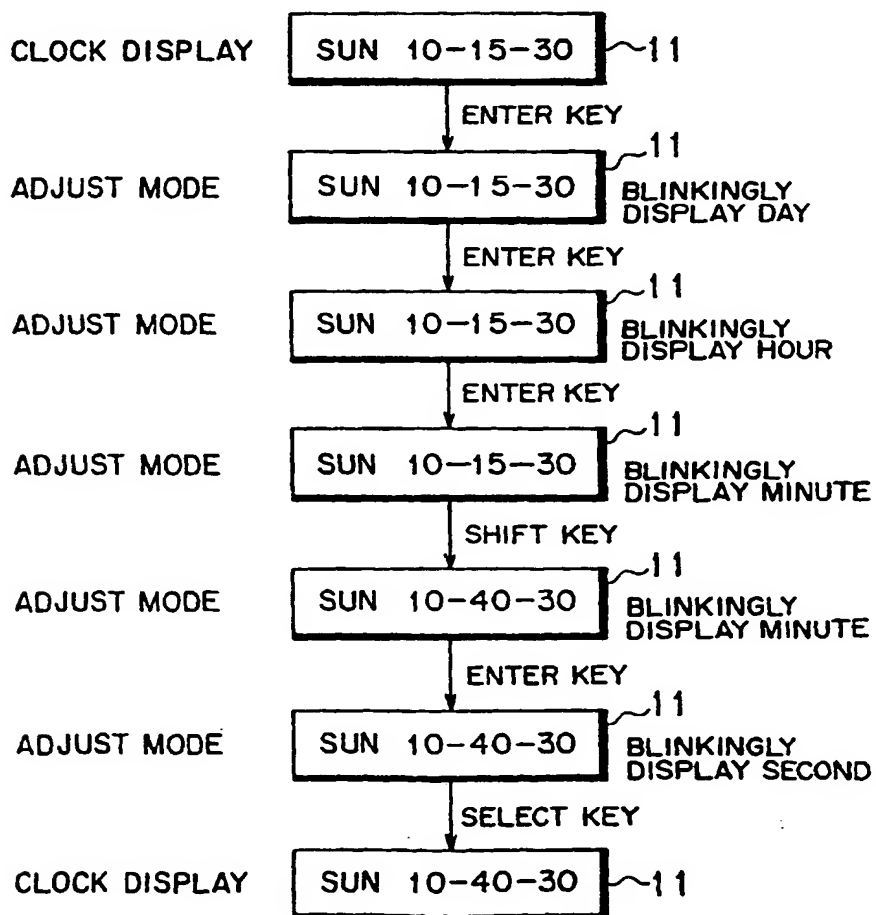 CLOCK DISPLAY SUN 10-15-30 11
ENTER KEY
11
ADJUST MODE SUN 10-15-30 BLINKINGLY
DISPLAY DAY
ENTER KEY
11
ADJUST MODE SUN 10-15-30 BLINKINGLY
DISPLAY HOUR
ENTER KEY
11
ADJUST MODE SUN 10-15-30 BLINKINGLY
DISPLAY MINUTE
SHIFT KEY
11
ADJUST MODE SUN 10-40-30 BLINKINGLY
DISPLAY MINUTE
ENTER KEY
11
ADJUST MODE SUN 10-40-30 BLINKINGLY
DISPLAY SECOND
SELECT KEY
CLOCK DISPLAY SUN 10-40-30 11